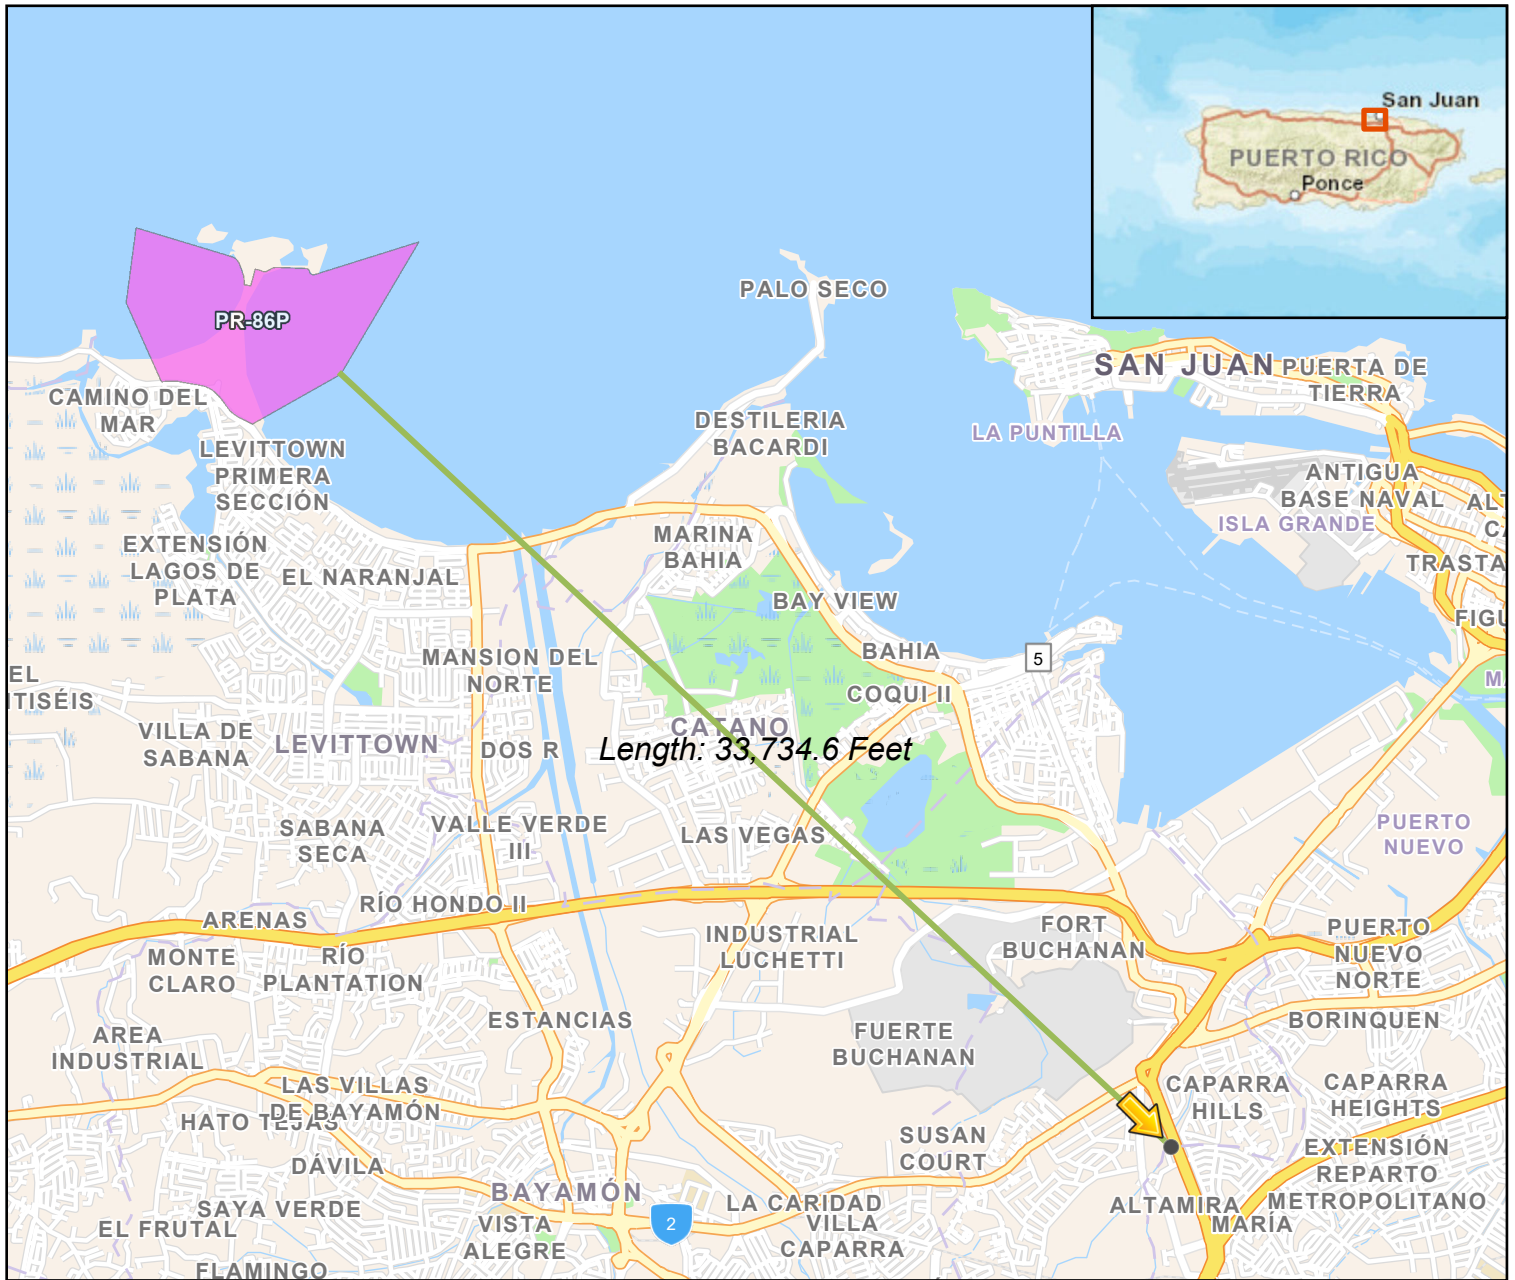 San Juan
PUERTO RICO
Ponce
PALO SECO
PR-86P
SAN JUAN
PUERTA DE
TIERRA
CAMINO DEL
MAR
DESTILERIA
BACARDI
LA PUNTILLA
LEVITTOWN
PRIMERA
SECCIÓN
ANTIGUA
BASE NAVAL
ISLA GRANDE
MARINA
BAHIA
EXTENSIÓN
LAGOS DE
PLATA
EL NARANJAL
TRASTA
BAY VIEW
FIGU
BAHIA
5
MANSION DEL
NORTE
EL
ITISÉIS
COQUI II
CATANO
VILLA DE
SABANA
LEVITTOWN
DOS R
Length: 33,734.6 Feet
SABANA
SECA
VALLE VERDE
III
LAS VEGAS
PUERTO
NUEVO
RÍO HONDO II
ARENAS
INDUSTRIAL
LUCHETTI
FORT
BUCHANAN
PUERTO
NUEVO
NORTE
MONTE
CLARO
RÍO
PLANTATION
ESTANCIAS
BORINQUEN
AREA
INDUSTRIAL
FUERTE
BUCHANAN
LAS VILLAS
DE BAYAMÓN
HATO TEJAS
CAPARRA
HILLS
CAPARRA
HEIGHTS
SUSAN
COURT
EXTENSIÓN
REPARTO
METROPOLITANO
DÁVILA
BAYAMÓN
LA CARIDAD
ALTAMIRA
MARÍA
SAYA VERDE
EL FRUTAL
VISTA
ALEGRE
2
VILLA
CAPARRA
FLAMINGO